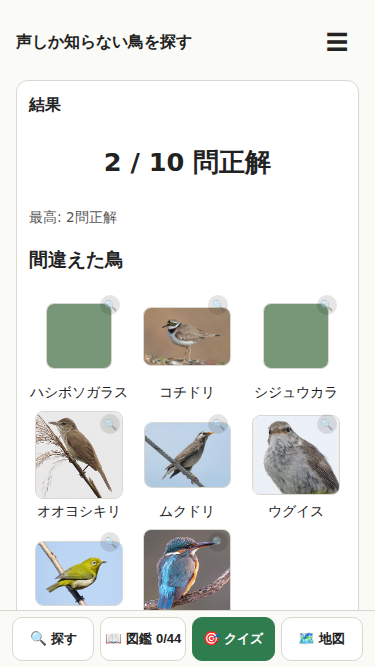 声しか知らない鳥を探す
結果
2 / 10 問正解
最高: 2問正解
間違えた鳥
ハシボソガラス コチドリ シジュウカラ
オオヨシキリ ムクドリ ウグイス
探す 図鑑 0/44 クイズ 地図